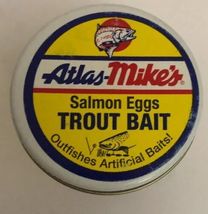 Atlas-Mike's
Salmon Eggs
TROUT BAIT
Outfishes Artificial Baits!